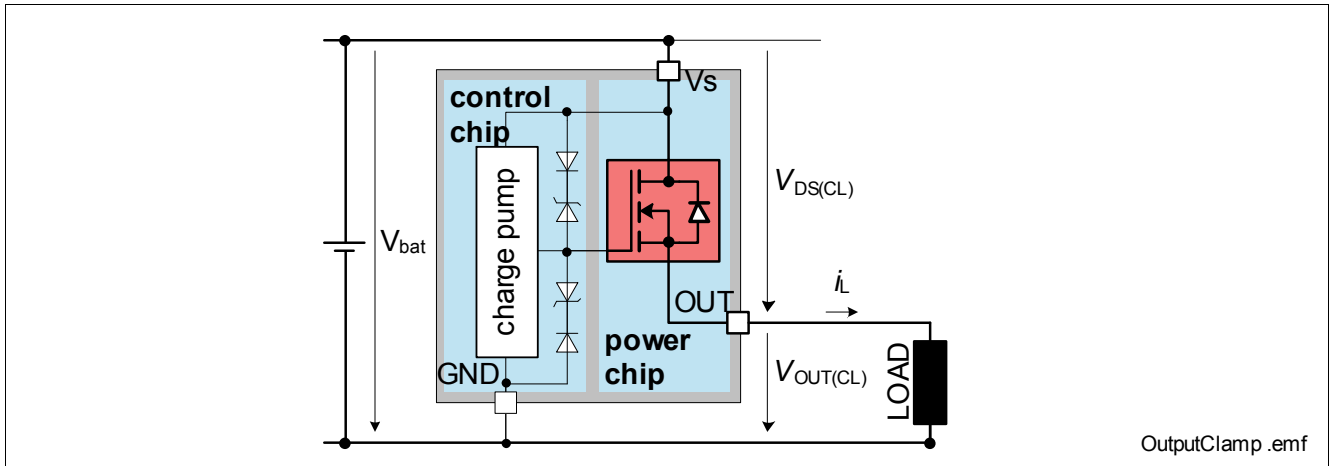 Vs
control
chip
charge pump
V_DS(CL)
V_bat
i_L
OUT
power
chip
GND
V_OUT(CL)
LOAD
OutputClamp .emf